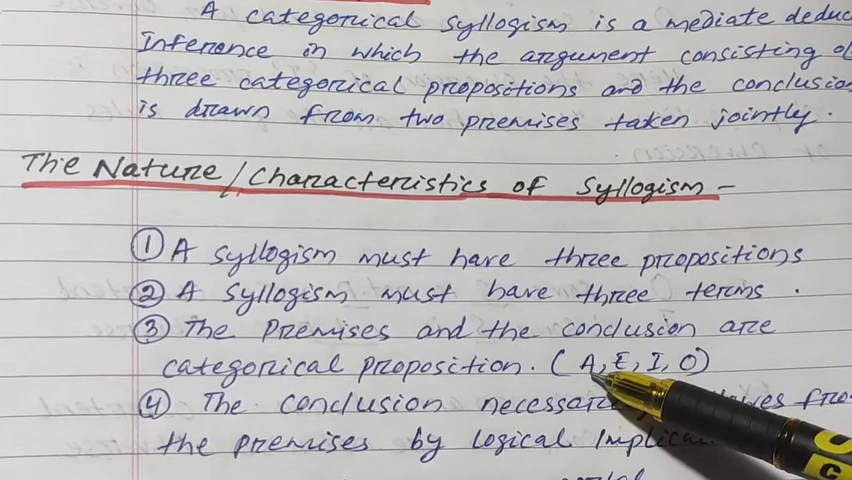 A categorical syllogism is a mediate deduc
Inference in which the argument consisting of
three categorical propositions and the conclusion
is drawn from two premises taken jointly.
The Nature/Characteristics of Syllogism -
① A syllogism must have three propositions
② A syllogism must have three terms.
③ The premises and the conclusion are
categorical proposition. (A, E, I, O)
④ The conclusion necessar from
the premises by logical Implica